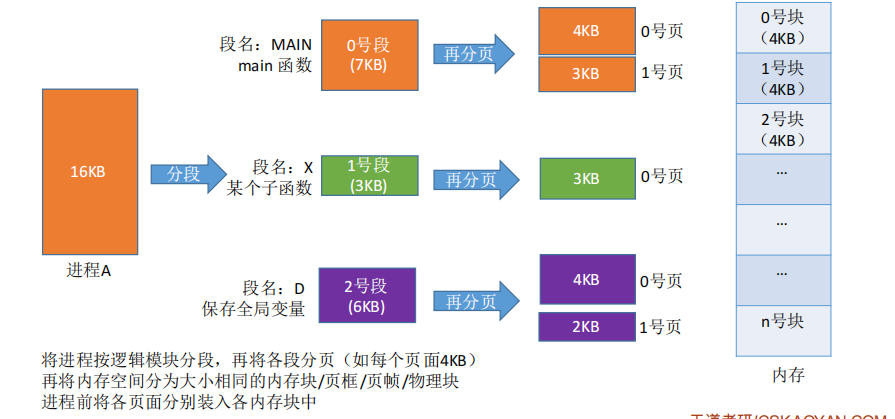 段名：MAIN
main 函数
0号段
(7KB)
再分页
4KB
0号页
3KB
1号页
16KB
进程A
分段
段名：X
某个子函数
1号段
(3KB)
再分页
3KB
0号页
段名：D
保存全局变量
2号段
(6KB)
再分页
4KB
0号页
2KB
1号页
0号块
（4KB）
1号块
（4KB）
2号块
（4KB）
...
...
...
n号块
内存
将进程按逻辑模块分段，再将各段分页（如每个页面4KB）
再将内存空间分为大小相同的内存块/页框/页帧/物理块
进程前将各页面分别装入各内存块中
王道考研/CSKAOYAN.COM